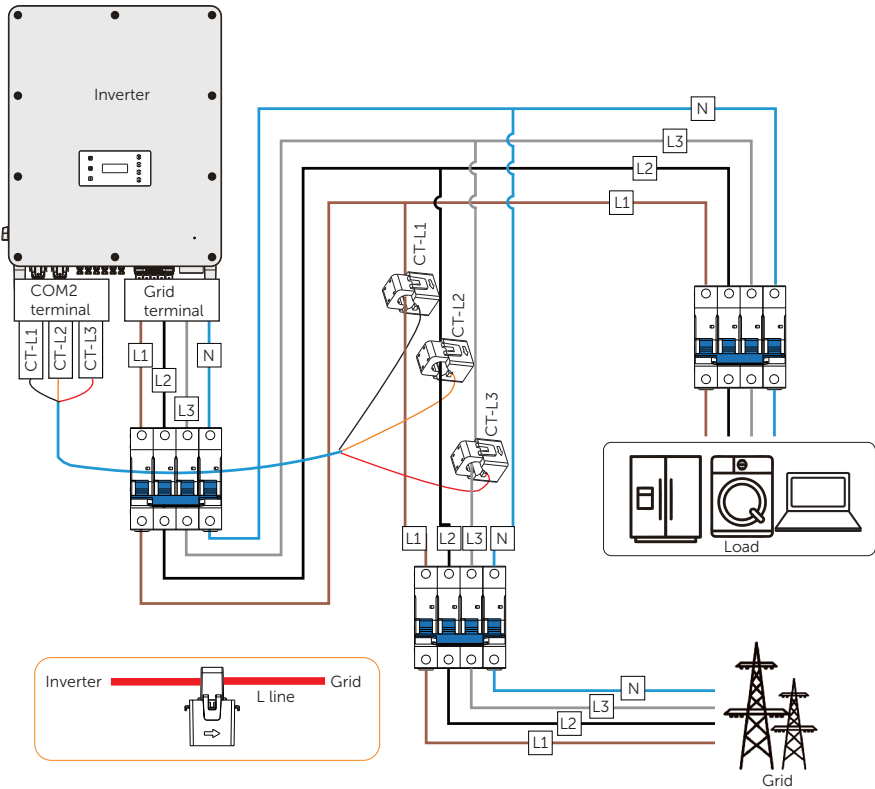 Inverter
N
L3
L2
L1
CT-L1
COM2
terminal
Grid
terminal
CT-L2
CT-L1
CT-L2
CT-L3
L1
N
L2
L3
CT-L3
L1
L2
L3
N
Load
Inverter
Grid
L line
N
L3
L2
L1
Grid